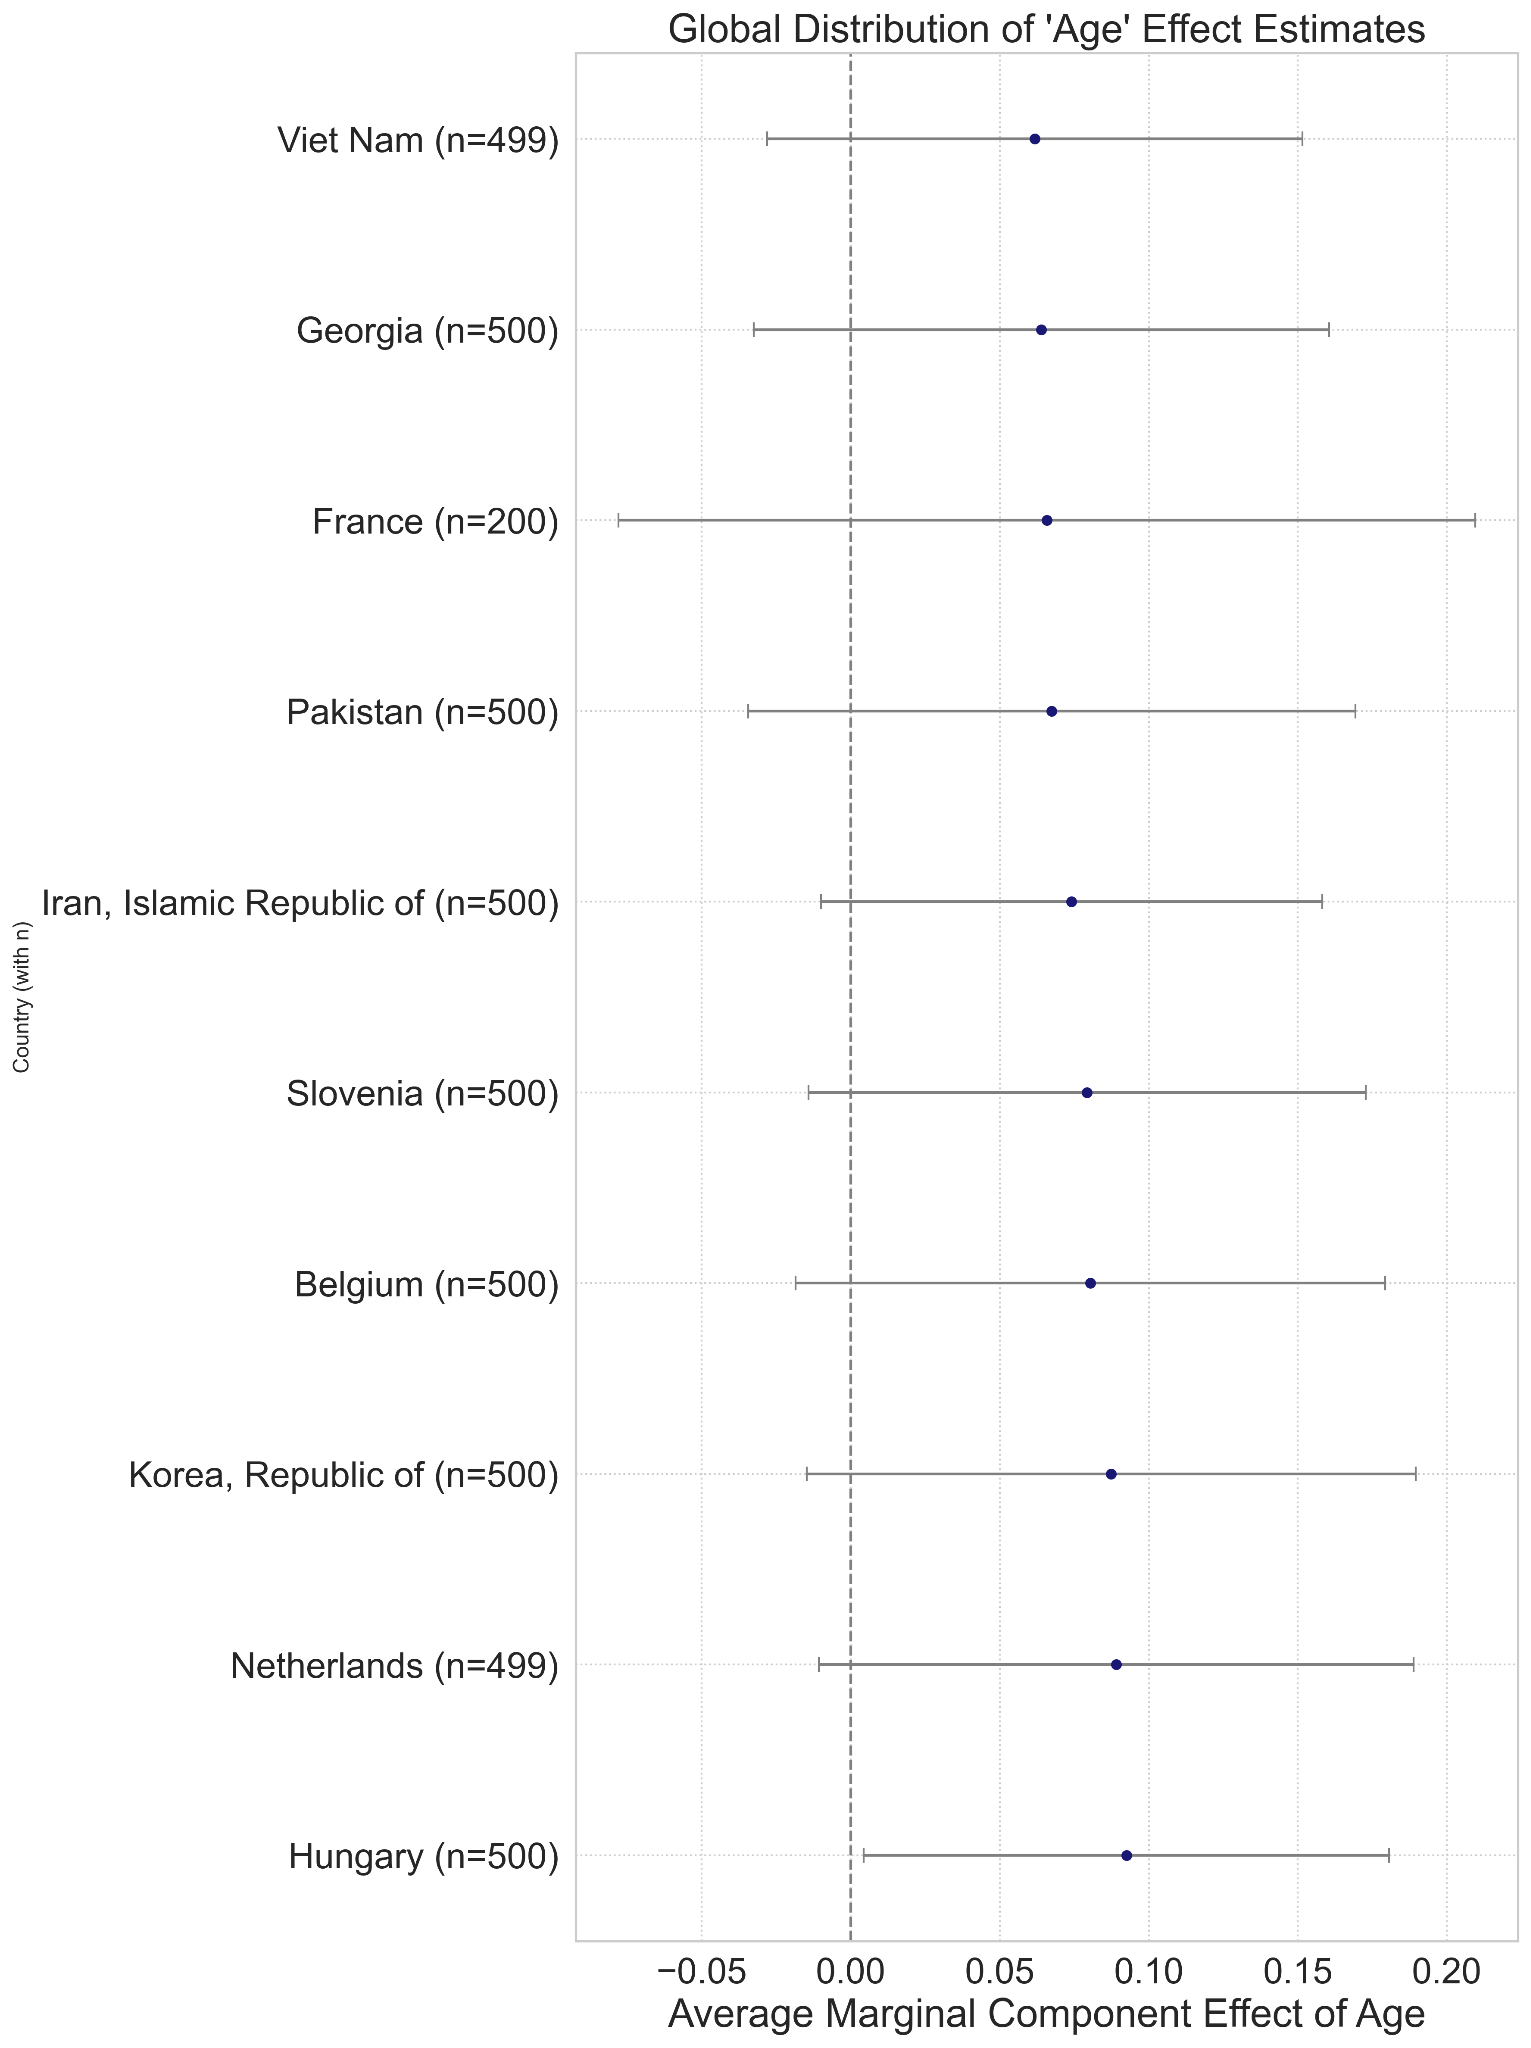 Global Distribution of 'Age' Effect Estimates
Viet Nam (n=499)
Georgia (n=500)
France (n=200)
Pakistan (n=500)
Iran, Islamic Republic of (n=500)
Country (with n)
Slovenia (n=500)
Belgium (n=500)
Korea, Republic of (n=500)
Netherlands (n=499)
Hungary (n=500)
−0.05 0.00 0.05 0.10 0.15 0.20
Average Marginal Component Effect of Age